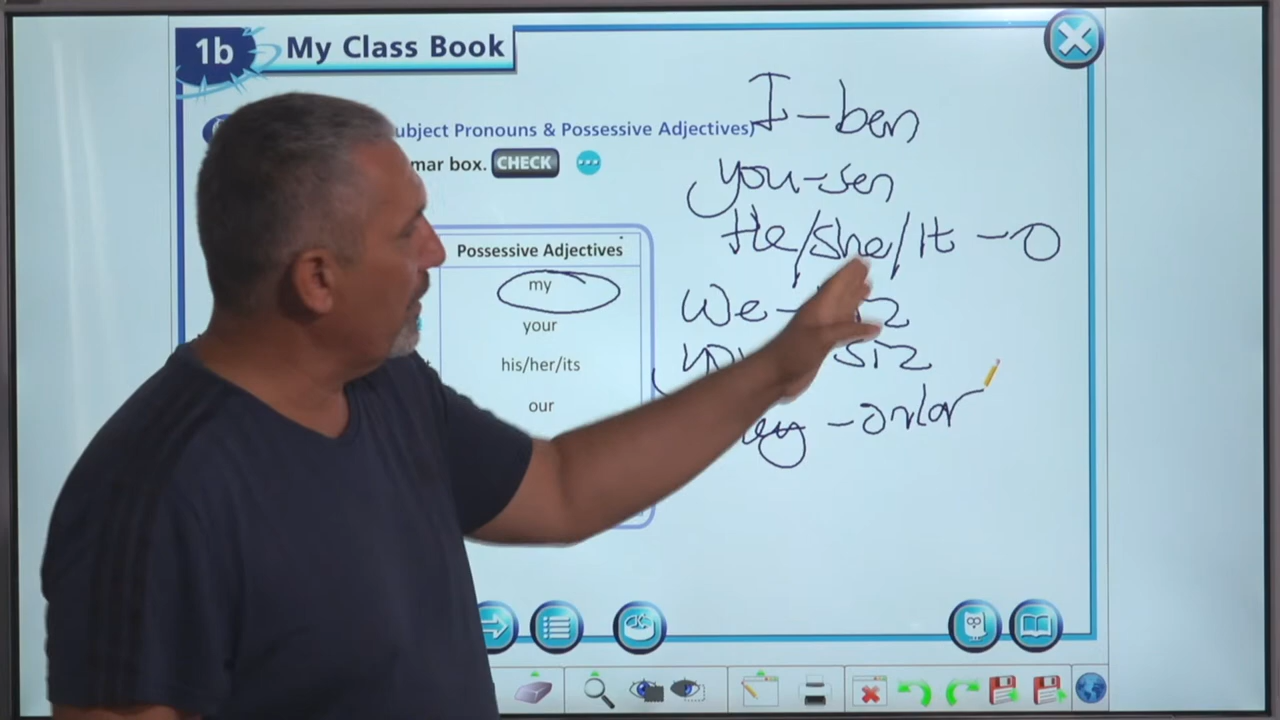 1b My Class Book
ubject Pronouns & Possessive Adjectives)
mar box. CHECK
Possessive Adjectives
my
your
his/her/its
our
I - ben
you - sen
He/she/it - O
We -
siz
- onlar